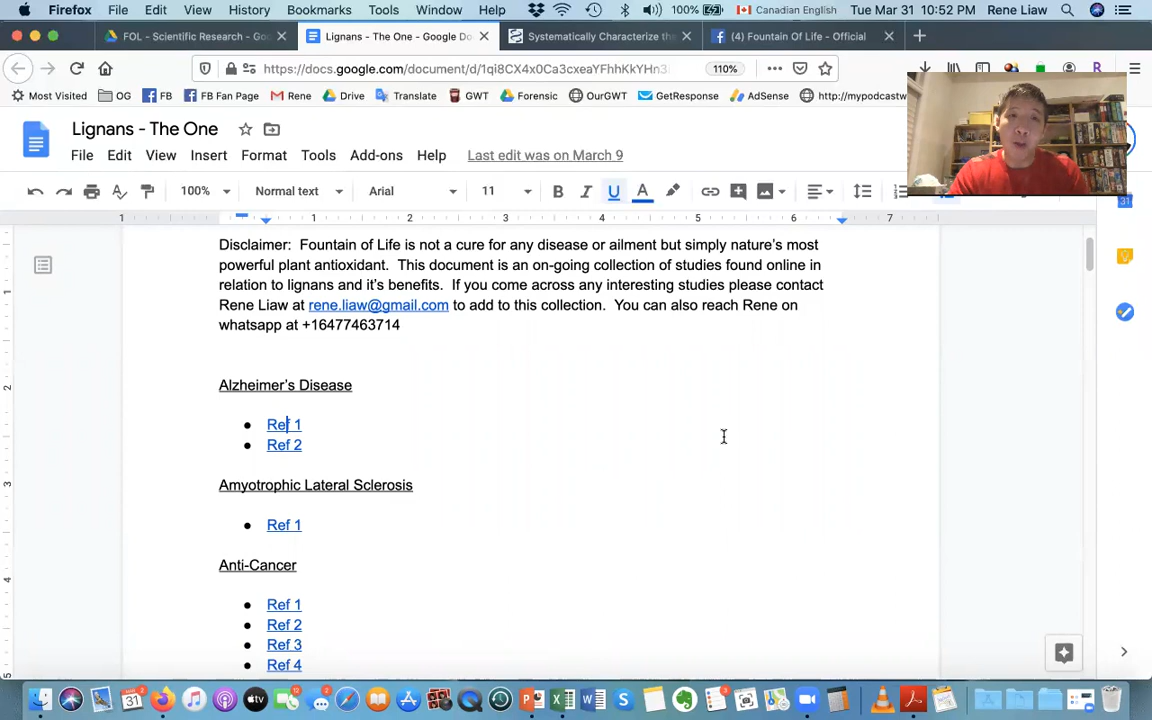 Firefox File Edit View History Bookmarks Tools Window Help 100% Canadian English Tue Mar 31 10:52 PM Rene Liaw
FOL - Scientific Research - Goo
Lignans - The One - Google Do
Systematically Characterize the
(4) Fountain Of Life - Official
https://docs.google.com/document/d/1qi8CX4x0Ca3cxeaYFhhKkYHn3 110%
Most Visited OG FB FB Fan Page Rene Drive Translate GWT Forensic OurGWT GetResponse AdSense http://mypodcastw
Lignans - The One
File Edit View Insert Format Tools Add-ons Help Last edit was on March 9
100% Normal text Arial 11 B I U A
1 1 2 3 4 5 6 7
Disclaimer: Fountain of Life is not a cure for any disease or ailment but simply nature's most
powerful plant antioxidant. This document is an on-going collection of studies found online in
relation to lignans and it's benefits. If you come across any interesting studies please contact
Rene Liaw at rene.liaw@gmail.com to add to this collection. You can also reach Rene on
whatsapp at +16477463714
Alzheimer's Disease
Ref 1
Ref 2
Amyotrophic Lateral Sclerosis
Ref 1
Anti-Cancer
Ref 1
Ref 2
Ref 3
Ref 4